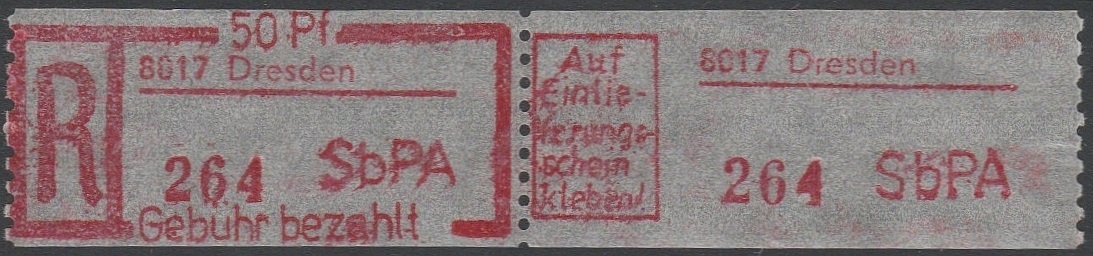 50 Pf
R
8017 Dresden
264 SbPA
Gebühr bezahlt
Auf
Einlie-
ferungs-
schein
kleben!
8017 Dresden
264 SbPA